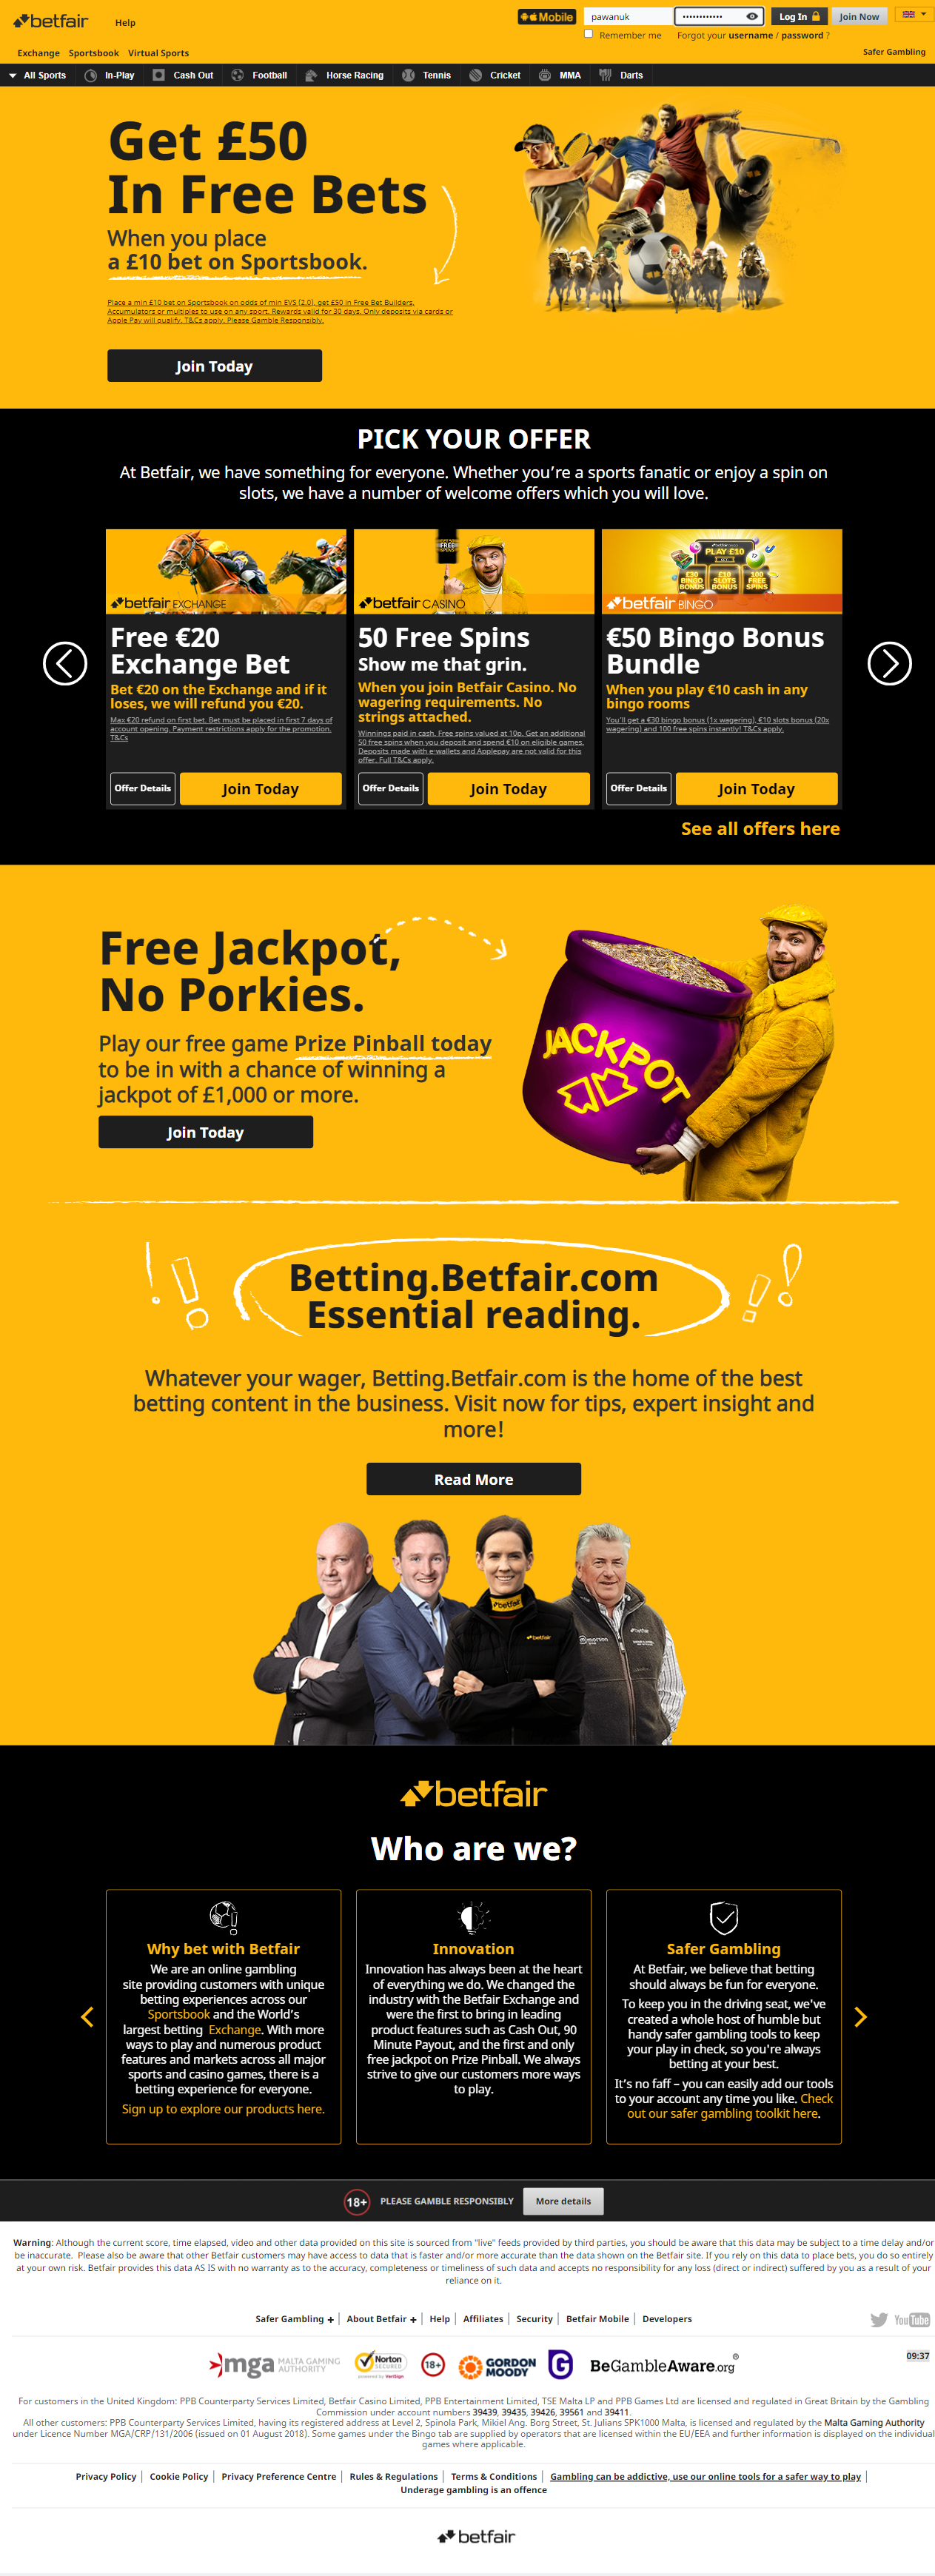 betfair
Help
Mobile
pawanuk
••••••••••••
Log In
Join Now
Remember me
Forgot your username / password ?
Exchange Sportsbook Virtual Sports
Safer Gambling
All Sports In-Play Cash Out Football Horse Racing Tennis Cricket MMA Darts
Get £50
In Free Bets
When you place
a £10 bet on Sportsbook.
Place a min £10 bet on Sportsbook on odds of min EVS (2.0), get £50 in Free Bet Builders,
Accumulators or multiples to use on any sport. Rewards valid for 30 days. Only deposits via cards or
Apple Pay will qualify. T&Cs apply. Please Gamble Responsibly.
Join Today
PICK YOUR OFFER
At Betfair, we have something for everyone. Whether you're a sports fanatic or enjoy a spin on
slots, we have a number of welcome offers which you will love.
betfair EXCHANGE
Free €20
Exchange Bet
Bet €20 on the Exchange and if it
loses, we will refund you €20.
Max €20 refund on first bet. Bet must be placed in first 7 days of
account opening. Payment restrictions apply for the promotion.
T&Cs
Offer Details
Join Today
FREE
betfair CASINO
50 Free Spins
Show me that grin.
When you join Betfair Casino. No
wagering requirements. No
strings attached.
Winnings paid in cash. Free spins valued at 10p. Get an additional
50 free spins when you deposit and spend €10 on eligible games.
Deposits made with e-wallets and Applepay are not valid for this
offer. Full T&Cs apply.
Offer Details
Join Today
PLAY £10
£30 BINGO BONUS
£10 SLOTS BONUS
100 FREE SPINS
betfair BINGO
€50 Bingo Bonus
Bundle
When you play €10 cash in any
bingo rooms
You'll get a €30 bingo bonus (1x wagering), €10 slots bonus (20x
wagering) and 100 free spins instantly! T&Cs apply.
Offer Details
Join Today
See all offers here
Free Jackpot,
No Porkies.
Play our free game Prize Pinball today
to be in with a chance of winning a
jackpot of £1,000 or more.
Join Today
JACKPOT
Betting.Betfair.com
Essential reading.
Whatever your wager, Betting.Betfair.com is the home of the best
betting content in the business. Visit now for tips, expert insight and
more!
Read More
betfair
betfair
betfair
betfair
Who are we?
Why bet with Betfair
We are an online gambling
site providing customers with unique
betting experiences across our
Sportsbook and the World's
largest betting Exchange. With more
ways to play and numerous product
features and markets across all major
sports and casino games, there is a
betting experience for everyone.
Sign up to explore our products here.
Innovation
Innovation has always been at the heart
of everything we do. We changed the
industry with the Betfair Exchange and
were the first to bring in leading
product features such as Cash Out, 90
Minute Payout, and the first and only
free jackpot on Prize Pinball. We always
strive to give our customers more ways
to play.
Safer Gambling
At Betfair, we believe that betting
should always be fun for everyone.
To keep you in the driving seat, we've
created a whole host of humble but
handy safer gambling tools to keep
your play in check, so you're always
betting at your best.
It's no faff – you can easily add our tools
to your account any time you like. Check
out our safer gambling toolkit here.
18+
PLEASE GAMBLE RESPONSIBLY
More details
Warning: Although the current score, time elapsed, video and other data provided on this site is sourced from "live" feeds provided by third parties, you should be aware that this data may be subject to a time delay and/or
be inaccurate. Please also be aware that other Betfair customers may have access to data that is faster and/or more accurate than the data shown on the Betfair site. If you rely on this data to place bets, you do so entirely
at your own risk. Betfair provides this data AS IS with no warranty as to the accuracy, completeness or timeliness of such data and accepts no responsibility for any loss (direct or indirect) suffered by you as a result of your
reliance on it.
Safer Gambling + About Betfair + Help Affiliates Security Betfair Mobile Developers
YouTube
mga MALTA GAMING AUTHORITY
Norton SECURED powered by VeriSign
18+
GORDON MOODY
G
BeGambleAware.org®
09:37
For customers in the United Kingdom: PPB Counterparty Services Limited, Betfair Casino Limited, PPB Entertainment Limited, TSE Malta LP and PPB Games Ltd are licensed and regulated in Great Britain by the Gambling
Commission under account numbers 39439, 39435, 39426, 39561 and 39411.
All other customers: PPB Counterparty Services Limited, having its registered address at Level 2, Spinola Park, Mikiel Ang. Borg Street, St. Julians SPK1000 Malta, is licensed and regulated by the Malta Gaming Authority
under Licence Number MGA/CRP/131/2006 (issued on 01 August 2018). Some games under the Bingo tab are supplied by operators that are licensed within the EU/EEA and further information is displayed on the individual
games where applicable.
Privacy Policy Cookie Policy Privacy Preference Centre Rules & Regulations Terms & Conditions Gambling can be addictive, use our online tools for a safer way to play
Underage gambling is an offence
betfair